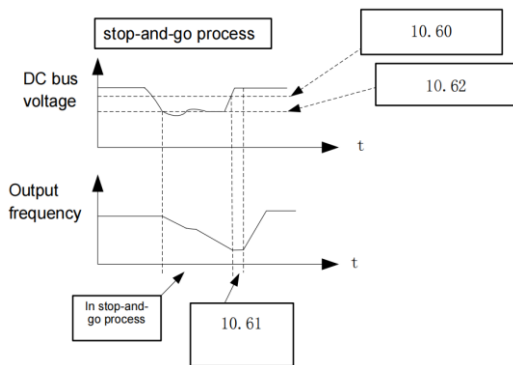 stop-and-go process
10.60
DC bus
voltage
10.62
t
Output
frequency
t
In stop-and-
go process
10.61